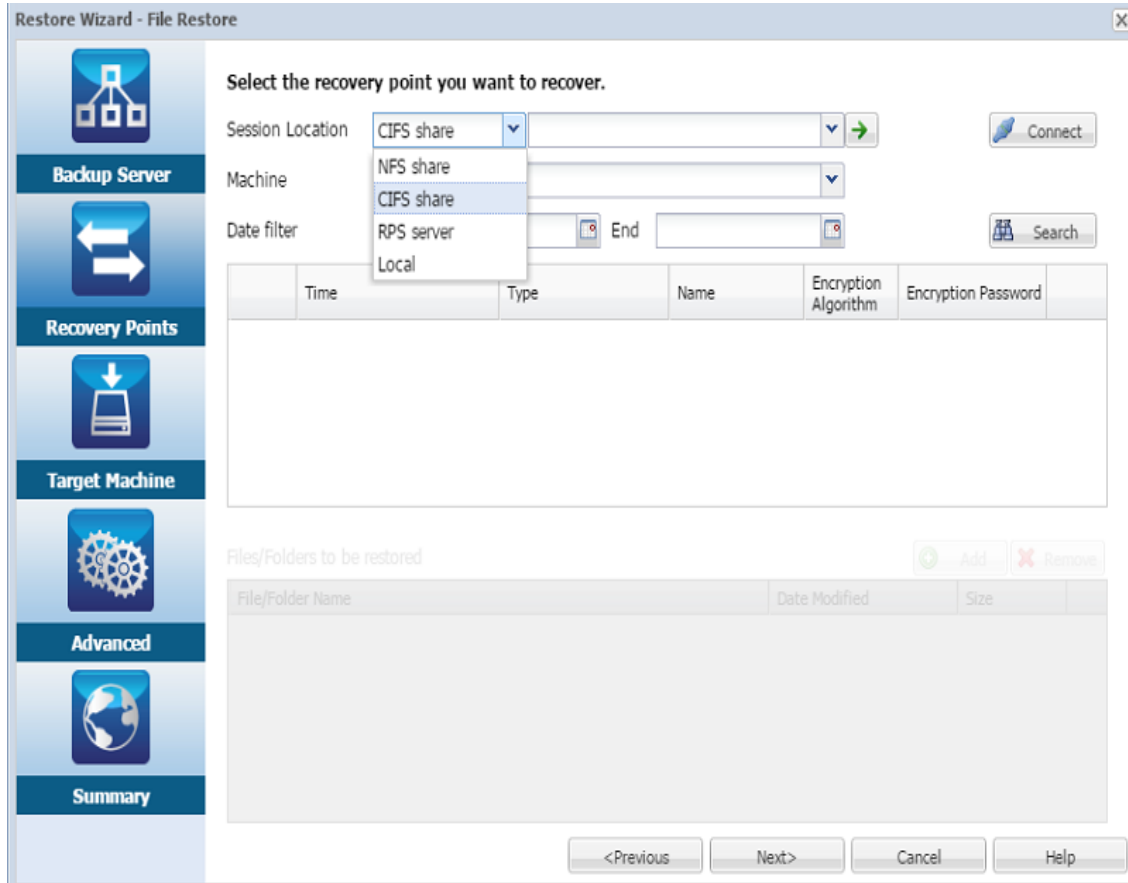 Restore Wizard - File Restore
Backup Server
Recovery Points
Target Machine
Advanced
Summary
Select the recovery point you want to recover.
Session Location CIFS share Connect
NFS share
CIFS share
RPS server
Local
Machine
Date filter End Search
Time Type Name Encryption Algorithm Encryption Password
Files/Folders to be restored Add Remove
File/Folder Name Date Modified Size
<Previous Next> Cancel Help